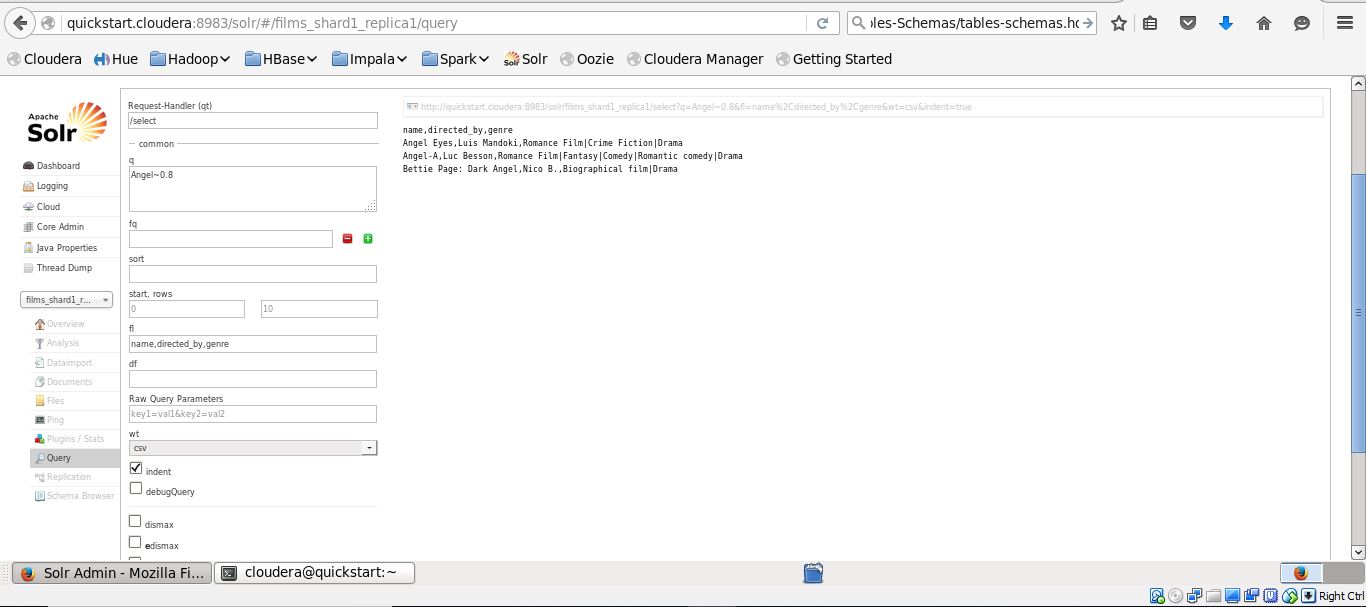 quickstart.cloudera:8983/solr/#/films_shard1_replica1/query
les-Schemas/tables-schemas.ho
Cloudera Hue Hadoop HBase Impala Spark Solr Oozie Cloudera Manager Getting Started
Apache
Solr
Dashboard
Logging
Cloud
Core Admin
Java Properties
Thread Dump
films_shard1_r...
Overview
Analysis
Dataimport
Documents
Files
Ping
Plugins / Stats
Query
Replication
Schema Browser
Request-Handler (qt)
/select
common
q
Angel~0.8
fq
sort
start, rows
0 10
fl
name,directed_by,genre
df
Raw Query Parameters
key1=val1&key2=val2
wt
csv
indent
debugQuery
dismax
edismax
http://quickstart.cloudera:8983/solr/films_shard1_replica1/select?q=Angel~0.8&fl=name%2Cdirected_by%2Cgenre&wt=csv&indent=true
name,directed_by,genre
Angel Eyes,Luis Mandoki,Romance Film|Crime Fiction|Drama
Angel-A,Luc Besson,Romance Film|Fantasy|Comedy|Romantic comedy|Drama
Bettie Page: Dark Angel,Nico B.,Biographical film|Drama
Solr Admin - Mozilla Fi... cloudera@quickstart:~
Right Ctrl